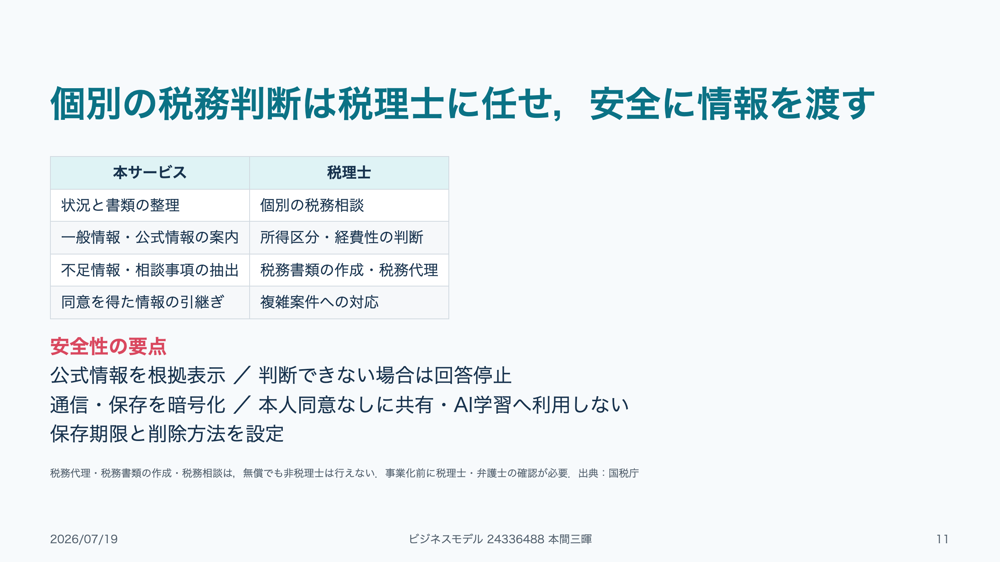 個別の税務判断は税理士に任せ，安全に情報を渡す
本サービス 税理士
状況と書類の整理 個別の税務相談
一般情報・公式情報の案内 所得区分・経費性の判断
不足情報・相談事項の抽出 税務書類の作成・税務代理
同意を得た情報の引継ぎ 複雑案件への対応
安全性の要点
公式情報を根拠表示 ／ 判断できない場合は回答停止
通信・保存を暗号化 ／ 本人同意なしに共有・AI学習へ利用しない
保存期限と削除方法を設定
税務代理・税務書類の作成・税務相談は，無償でも非税理士は行えない．事業化前に税理士・弁護士の確認が必要．出典：国税庁
2026/07/19 ビジネスモデル 24336488 本間三暉 11